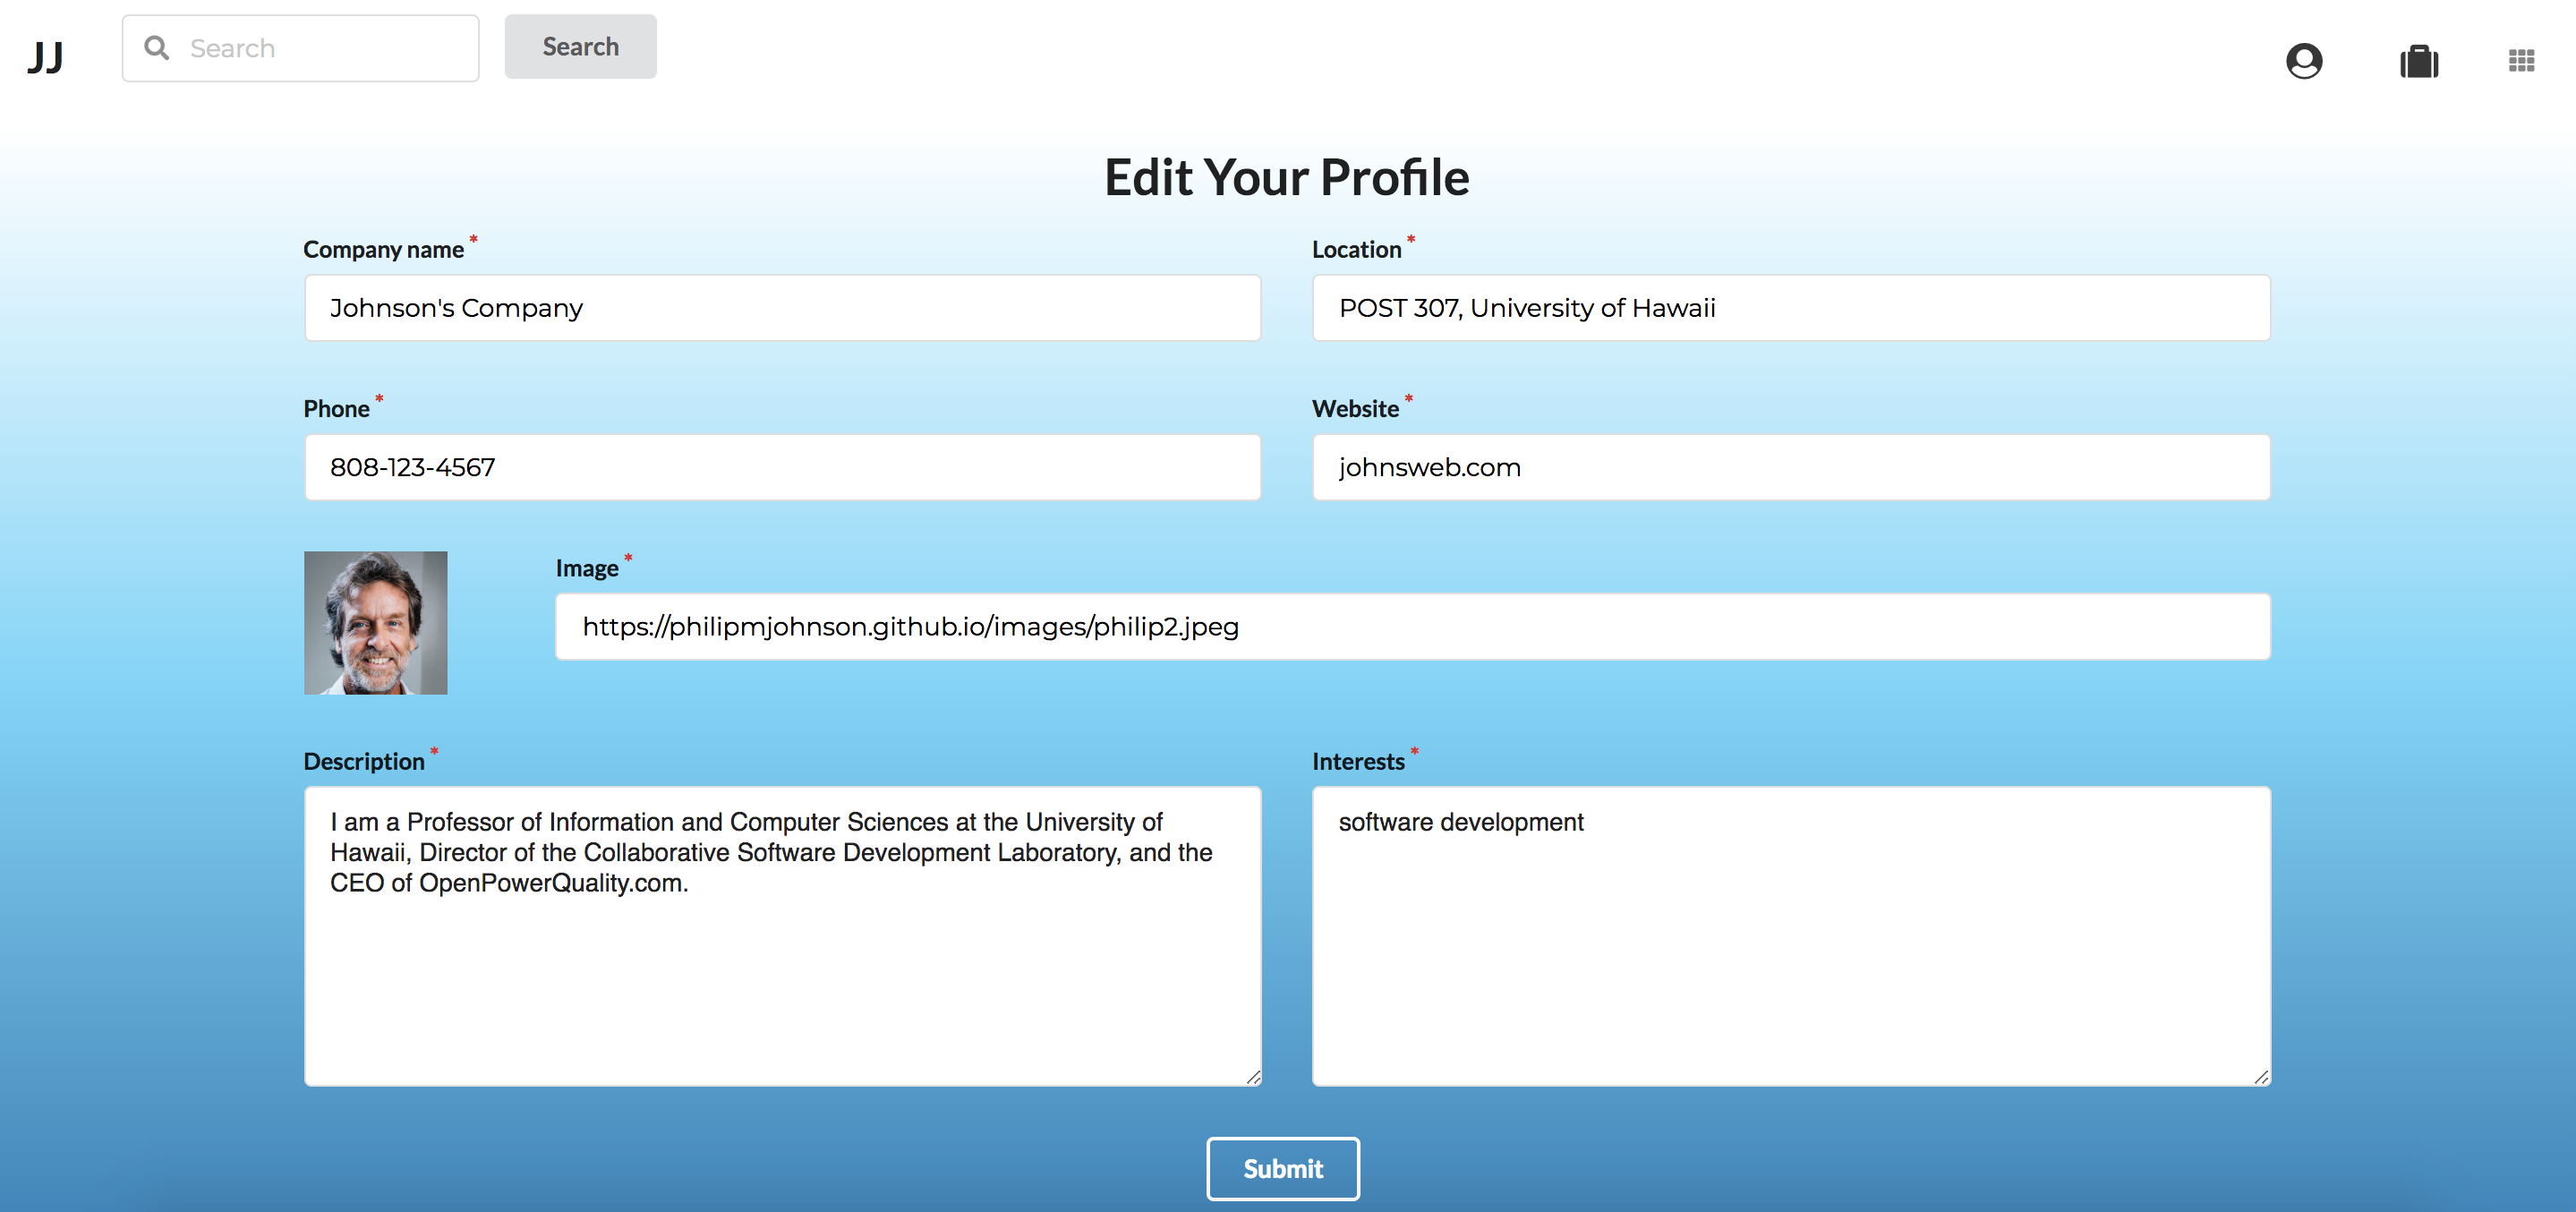 JJ
Search
Search
Edit Your Profile
Company name *
Location *
Johnson's Company
POST 307, University of Hawaii
Phone *
Website *
808-123-4567
johnsweb.com
Image *
https://philipmjohnson.github.io/images/philip2.jpeg
Description *
Interests *
I am a Professor of Information and Computer Sciences at the University of
Hawaii, Director of the Collaborative Software Development Laboratory, and the
CEO of OpenPowerQuality.com.
software development
Submit